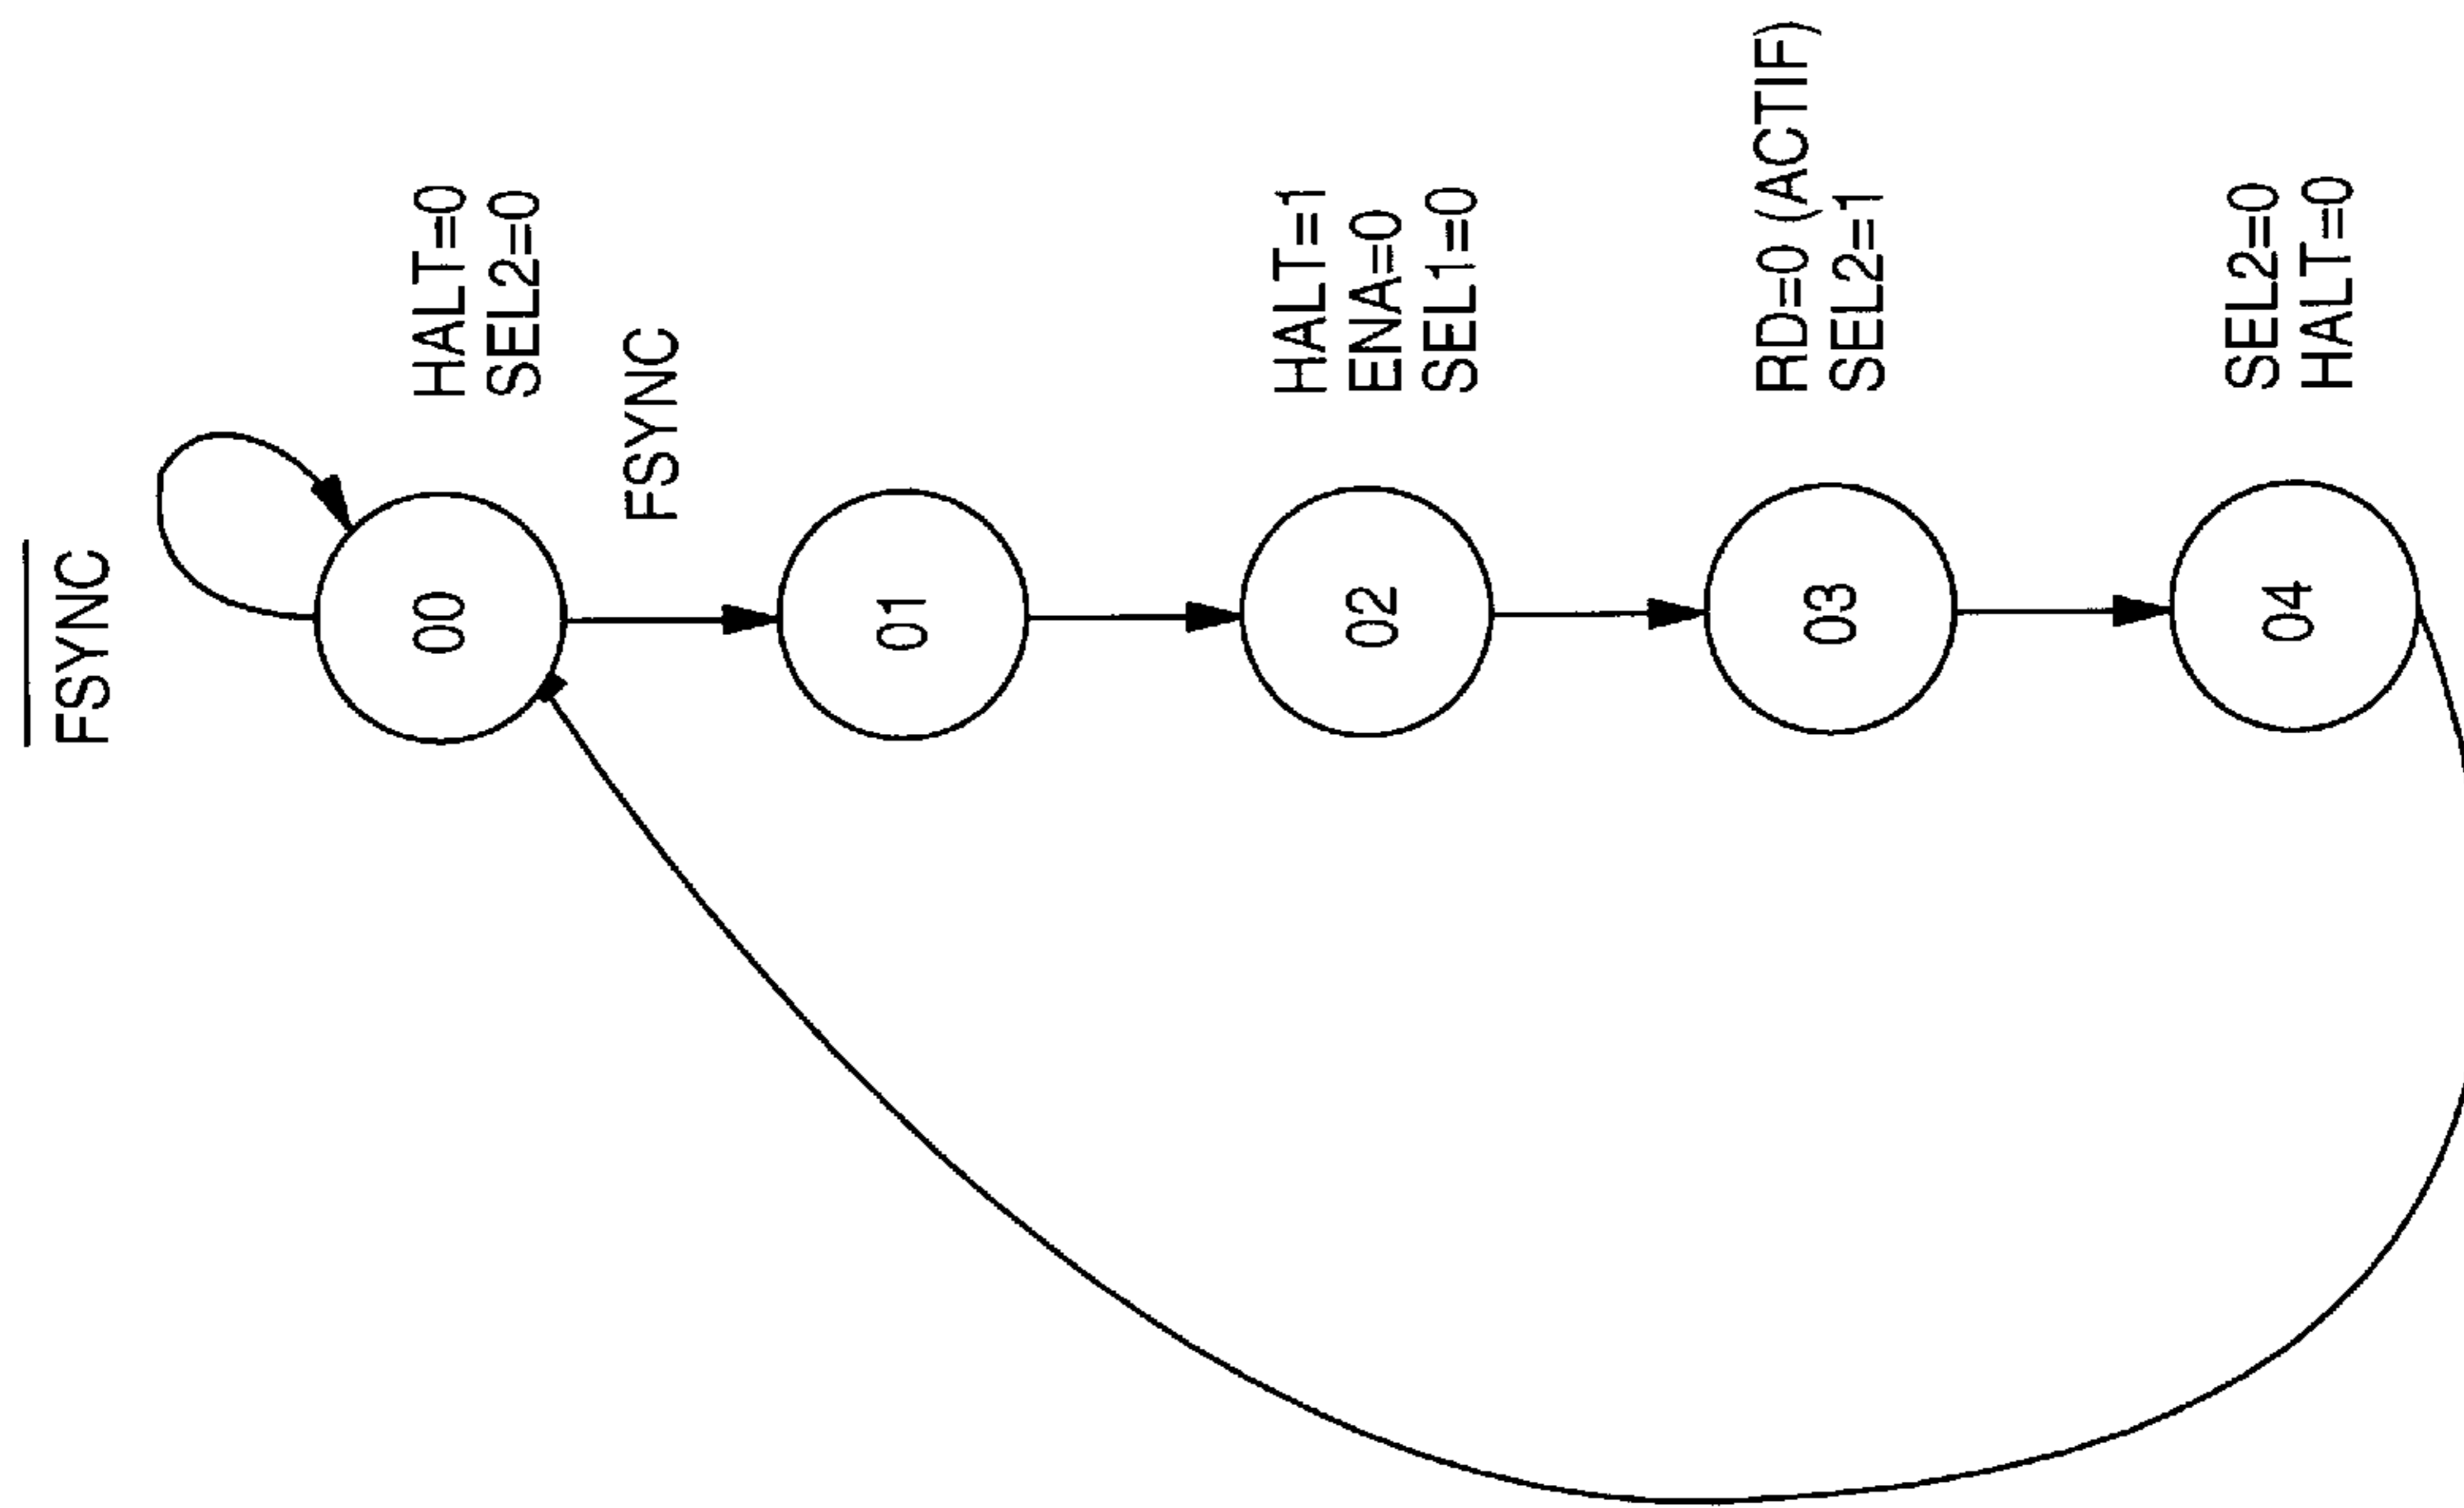 FSYNC
00
HALT=0
SEL2=0
FSYNC
01
02
HALT=1
ENA=0
SEL1=0
03
RD=0 (ACTIF)
SEL2=1
04
SEL2=0
HALT=0